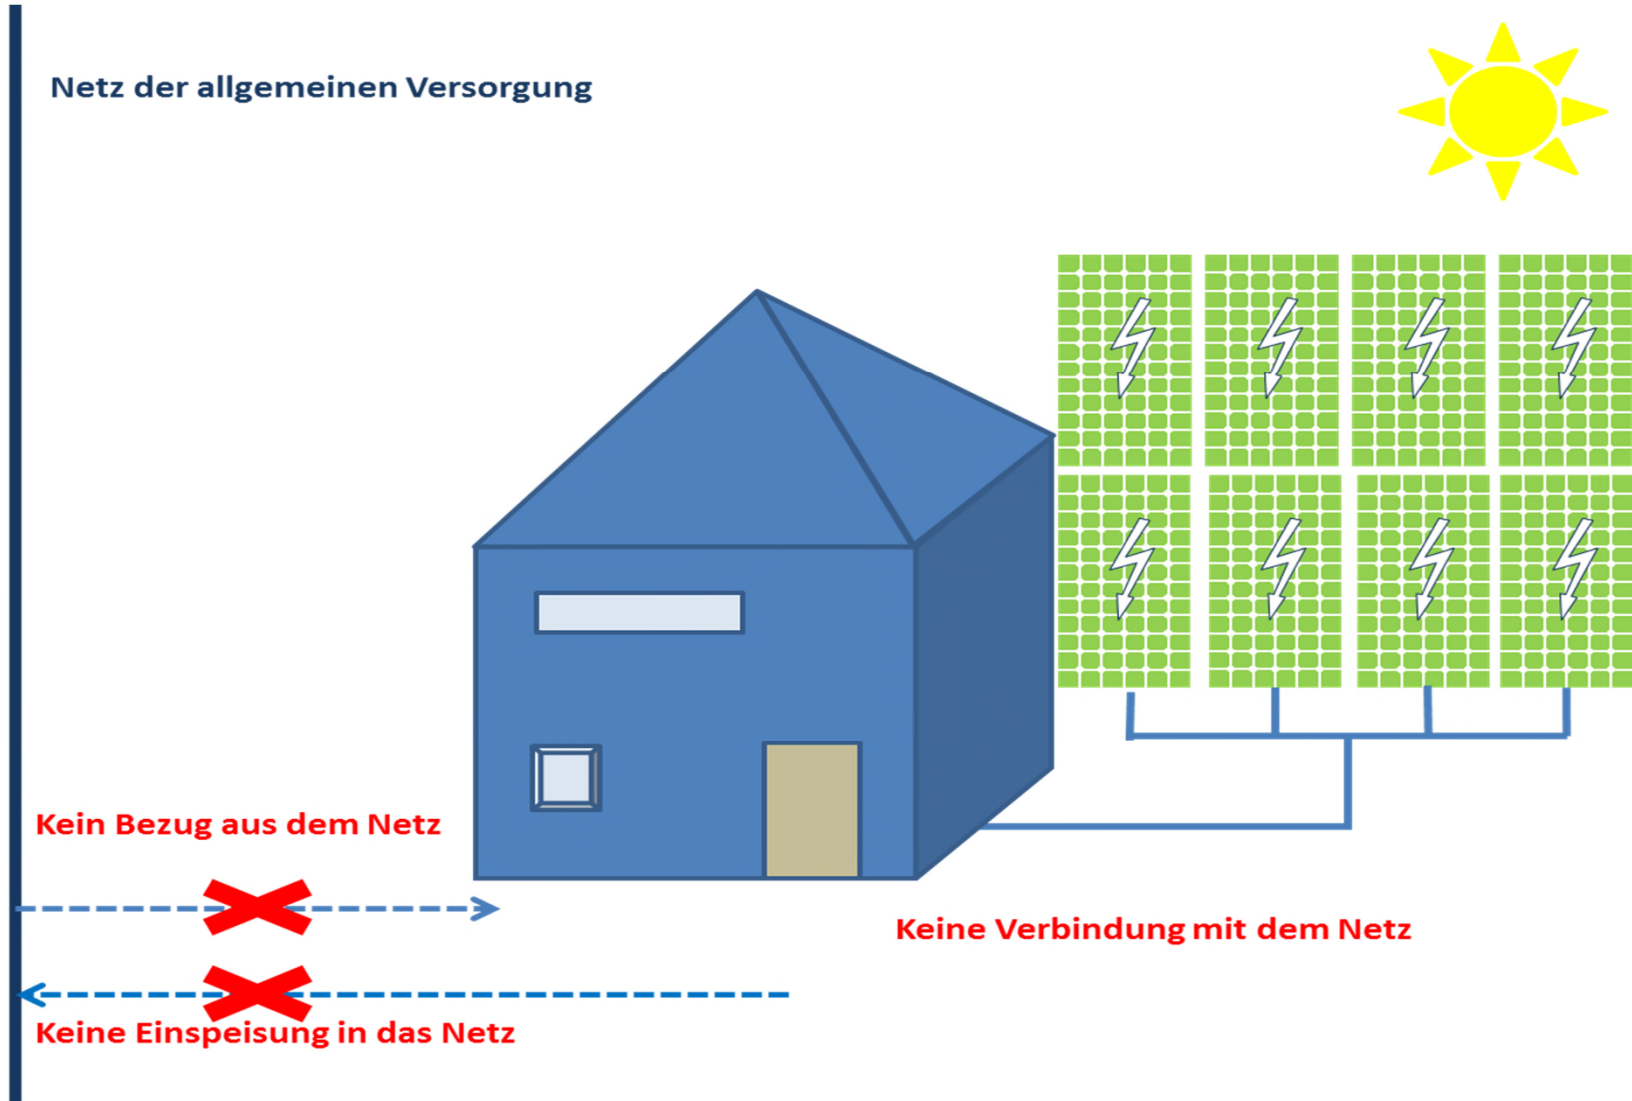 Netz der allgemeinen Versorgung
Kein Bezug aus dem Netz
Keine Verbindung mit dem Netz
Keine Einspeisung in das Netz